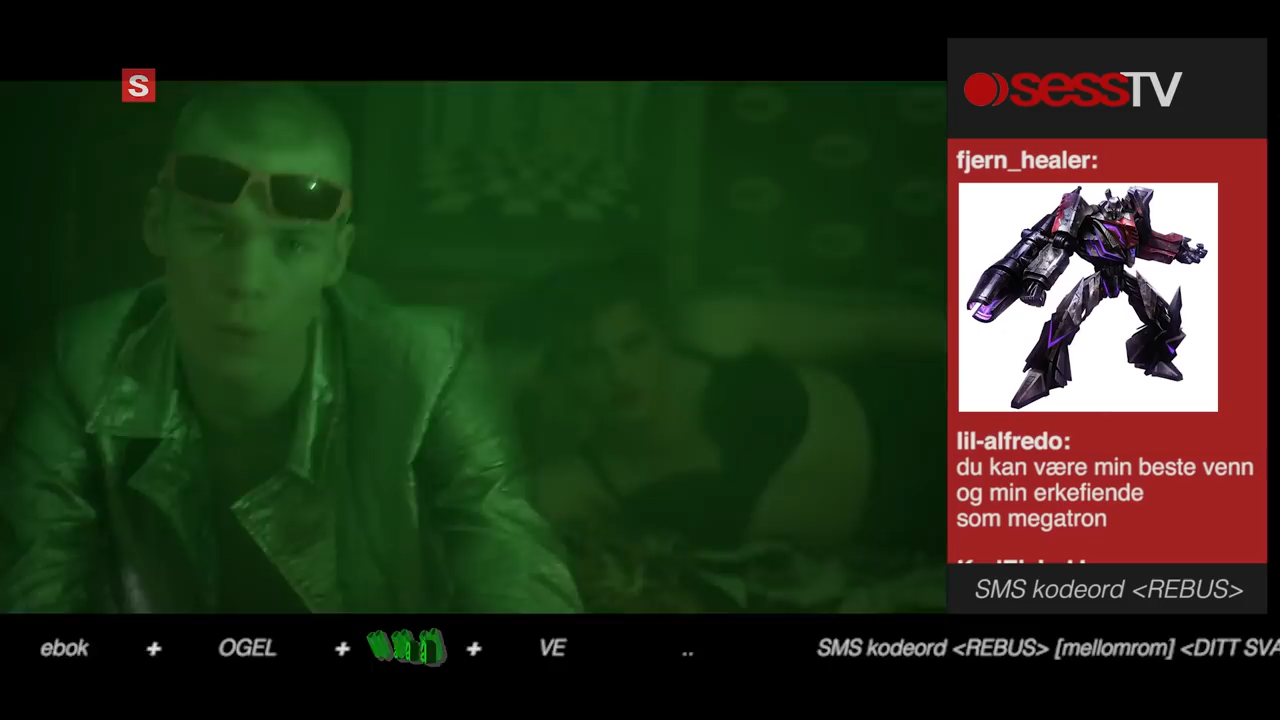 S
sessTV
fjern_healer:
lil-alfredo:
du kan være min beste venn
og min erkefiende
som megatron
SMS kodeord <REBUS>
ebok + OGEL + + VE .. SMS kodeord <REBUS> [mellomrom] <DITT SVA